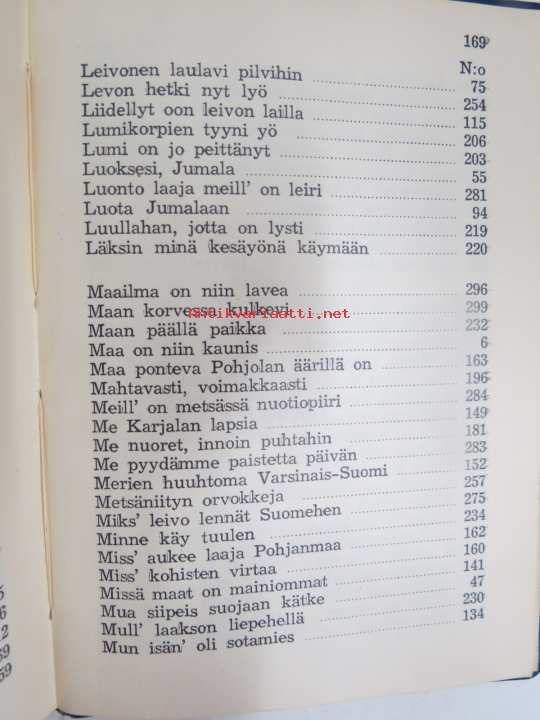 169
N:o
Leivonen laulavi pilvihin 75
Levon hetki nyt lyö 254
Liidellyt oon leivon lailla 115
Lumikorpien tyyni yö 206
Lumi on jo peittänyt 203
Luoksesi, Jumala 55
Luonto laaja meill' on leiri 281
Luota Jumalaan 94
Luullahan, jotta on lysti 219
Läksin minä kesäyönä käymään 220
Maailma on niin lavea 296
Maan korvessa kulkevi 299
antikvariaatti.net
Maan päällä paikka 232
Maa on niin kaunis 6
Maa ponteva Pohjolan äärillä on 163
Mahtavasti, voimakkaasti 196
Meill' on metsässä nuotiopiiri 284
Me Karjalan lapsia 149
Me nuoret, innoin puhtahin 181
Me pyydämme paistetta päivän 283
Merien huuhtoma Varsinais-Suomi 152
Metsäniityn orvokkeja 257
Miks' leivo lennät Suomehen 275
Minne käy tuulen 234
Miss' aukee laaja Pohjanmaa 162
Miss' kohisten virtaa 160
Missä maat on mainiommat 141
Mua siipeis suojaan kätke 47
Mull' laakson liepehellä 230
Mun isän' oli sotamies 134